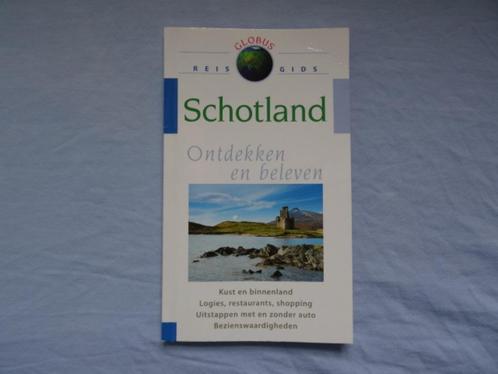 GLOBUS
REIS GIDS
Schotland
Ontdekken
en beleven
Kust en binnenland
Logies, restaurants, shopping
Uitstappen met en zonder auto
Bezienswaardigheden